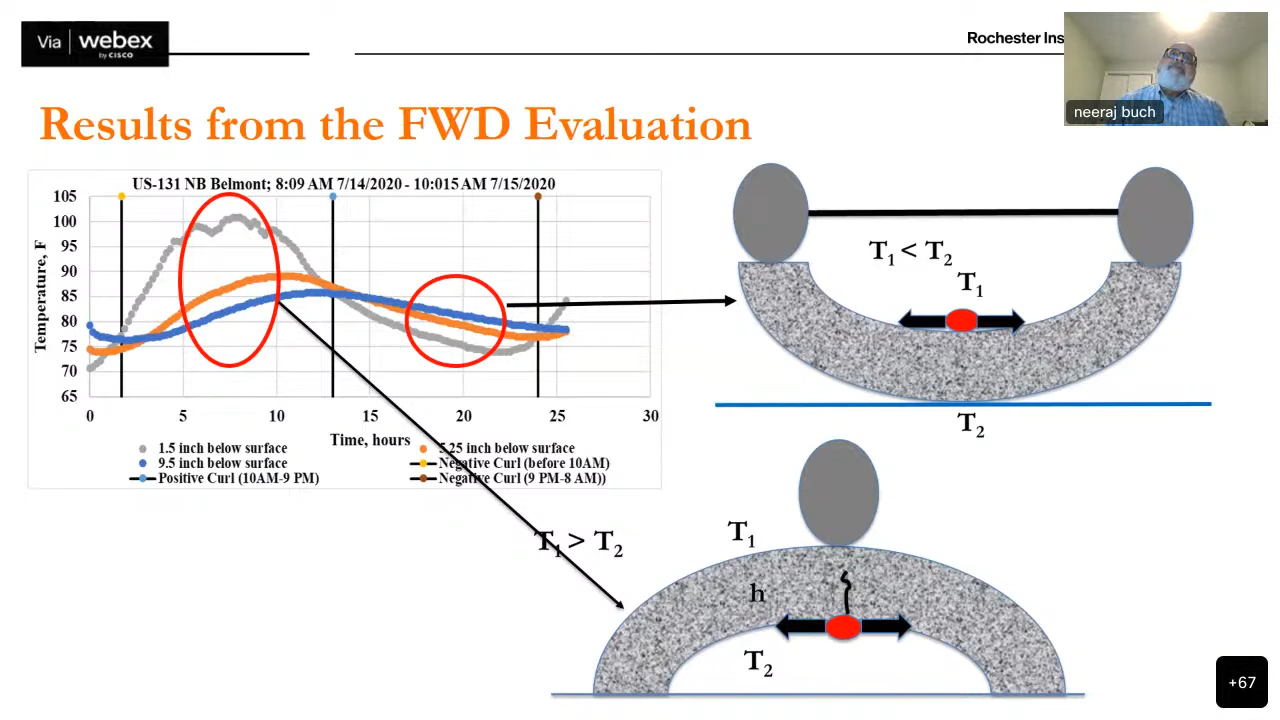 Via webex
by CISCO
Rochester Ins
neeraj buch
Results from the FWD Evaluation
US-131 NB Belmont; 8:09 AM 7/14/2020 - 10:015AM 7/15/2020
105
100
95
90
85
80
75
70
65
Temperature, F
0 5 10 15 20 25 30
Time, hours
1.5 inch below surface
5.25 inch below surface
9.5 inch below surface
Negative Curl (before 10AM)
Positive Curl (10AM-9 PM)
Negative Curl (9 PM-8 AM))
T1 < T2
T1
T2
T1 > T2
T1
h
T2
+67